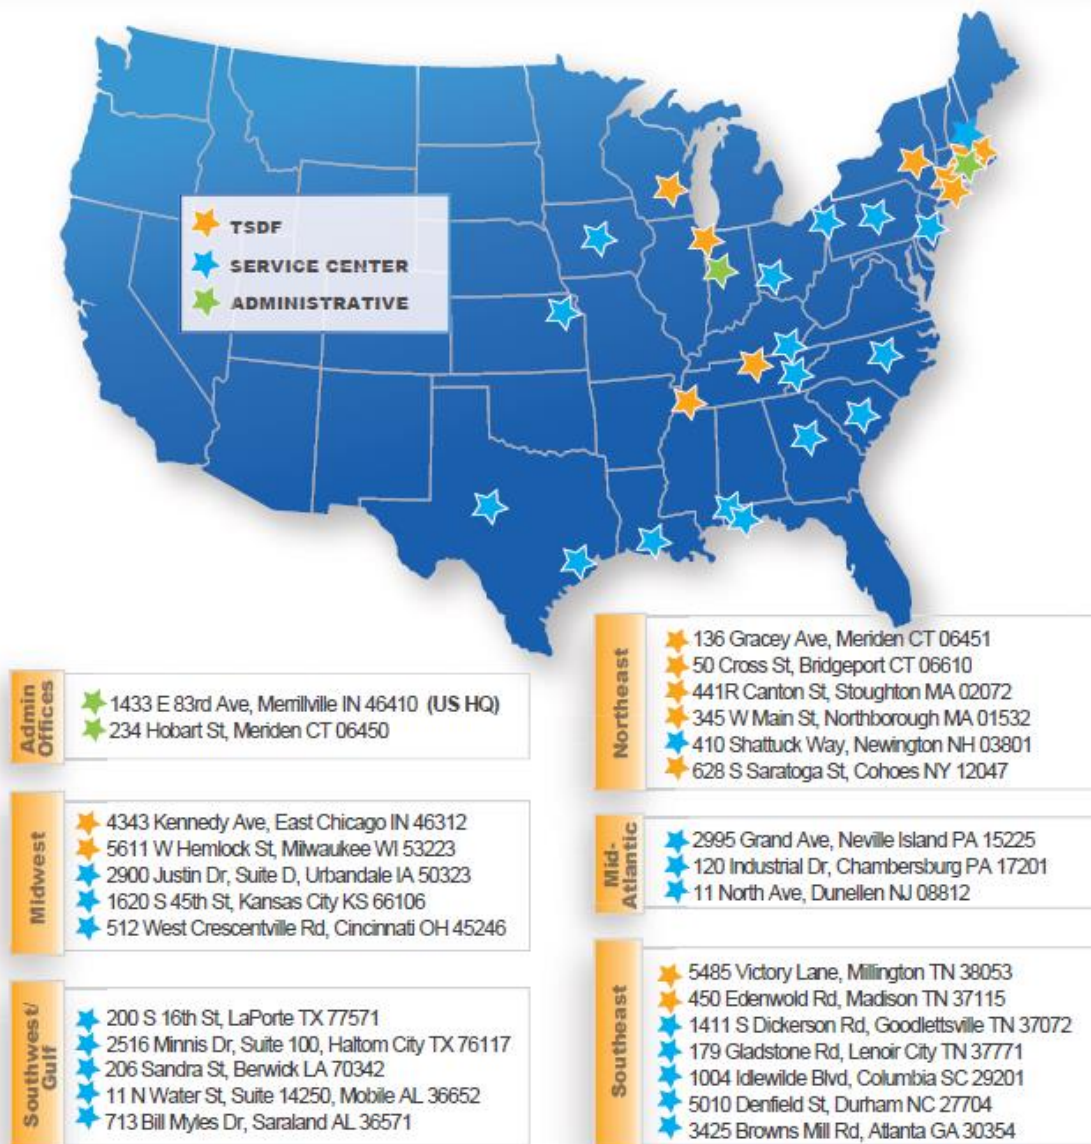 TSDF
SERVICE CENTER
ADMINISTRATIVE
Admin
Offices
1433 E 83rd Ave, Merrillville IN 46410 (US HQ)
234 Hobart St, Meriden CT 06450
Midwest
4343 Kennedy Ave, East Chicago IN 46312
5611 W Hemlock St, Milwaukee WI 53223
2900 Justin Dr, Suite D, Urbandale IA 50323
1620 S 45th St, Kansas City KS 66106
512 West Crescentville Rd, Cincinnati OH 45246
Southwest/
Gulf
200 S 16th St, LaPorte TX 77571
2516 Minnis Dr, Suite 100, Haltom City TX 76117
206 Sandra St, Berwick LA 70342
11 N Water St, Suite 14250, Mobile AL 36652
713 Bill Myles Dr, Saraland AL 36571
Northeast
136 Gracey Ave, Meriden CT 06451
50 Cross St, Bridgeport CT 06610
441R Canton St, Stoughton MA 02072
345 W Main St, Northborough MA 01532
410 Shattuck Way, Newington NH 03801
628 S Saratoga St, Cohoes NY 12047
Mid-
Atlantic
2995 Grand Ave, Neville Island PA 15225
120 Industrial Dr, Chambersburg PA 17201
11 North Ave, Dunellen NJ 08812
Southeast
5485 Victory Lane, Millington TN 38053
450 Edenwold Rd, Madison TN 37115
1411 S Dickerson Rd, Goodlettsville TN 37072
179 Gladstone Rd, Lenoir City TN 37771
1004 Idlewilde Blvd, Columbia SC 29201
5010 Denfield St, Durham NC 27704
3425 Browns Mill Rd, Atlanta GA 30354